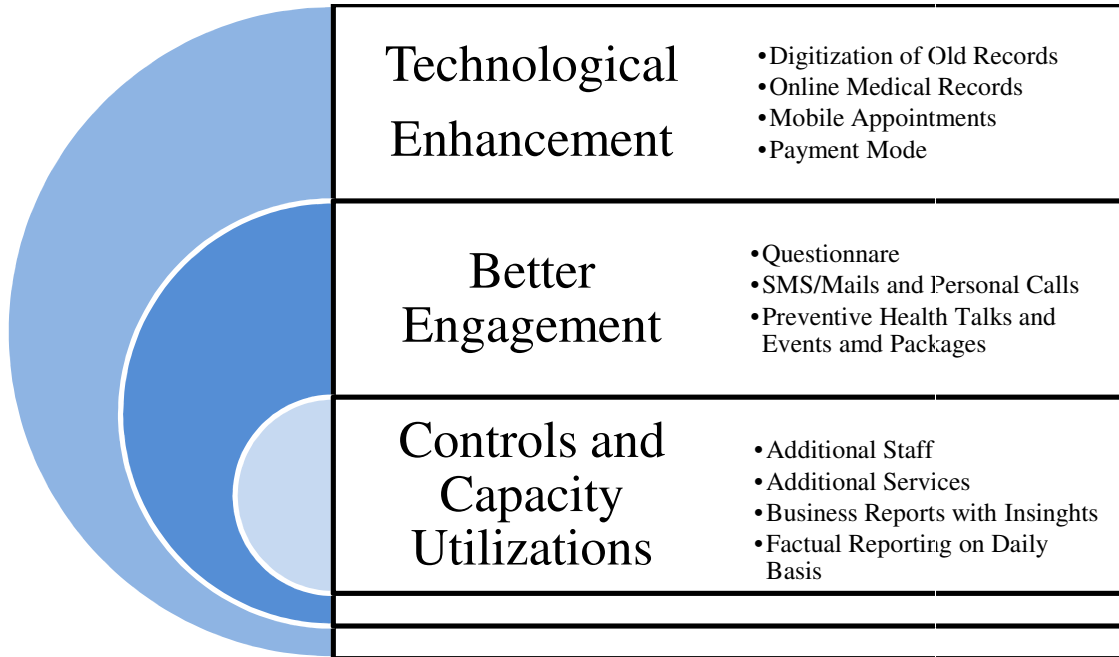 Technological
Enhancement
•Digitization of Old Records
•Online Medical Records
•Mobile Appointments
•Payment Mode
Better
Engagement
•Questionnare
•SMS/Mails and Personal Calls
•Preventive Health Talks and
Events amd Packages
Controls and
Capacity
Utilizations
•Additional Staff
•Additional Services
•Business Reports with Insinghts
•Factual Reporting on Daily
Basis